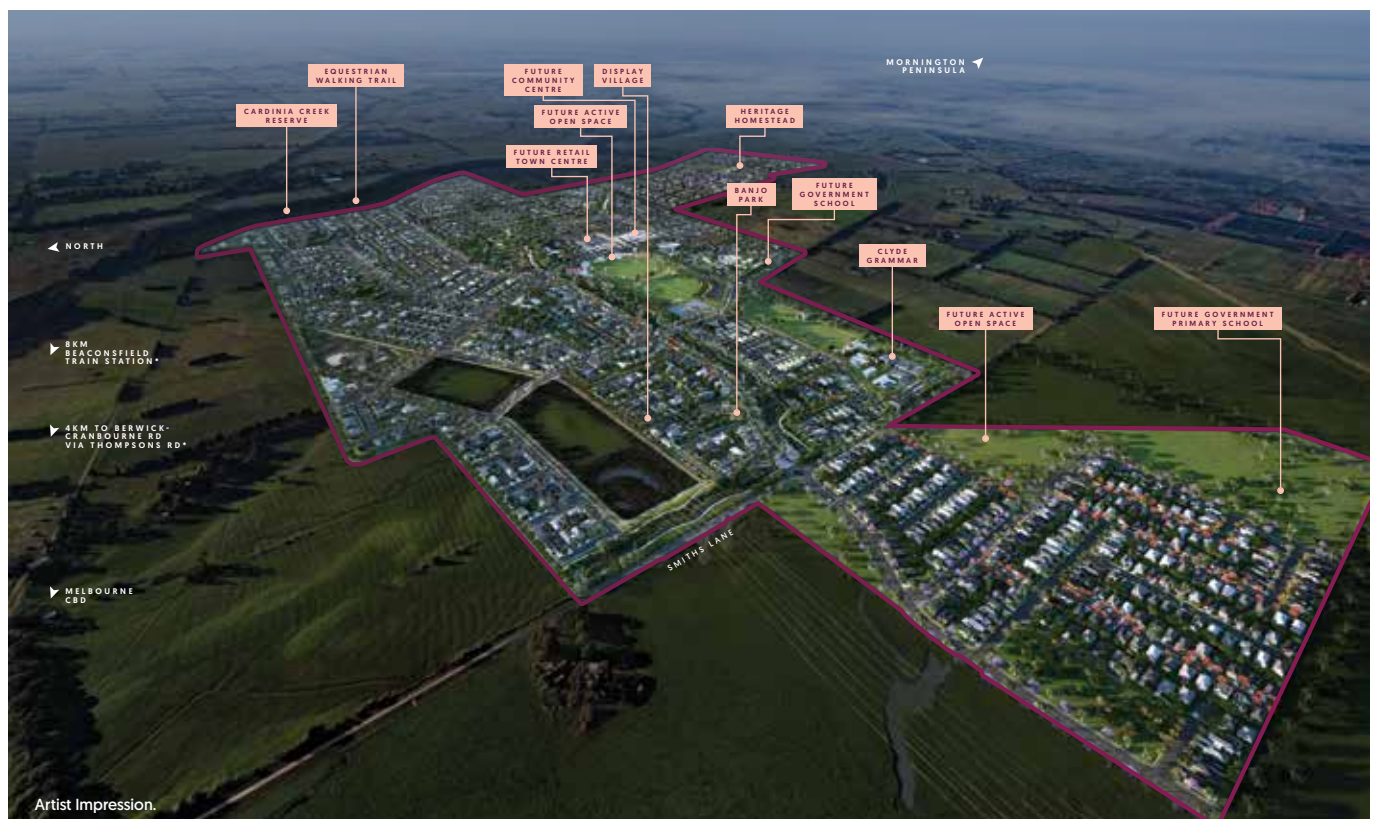 MORNINGTON
PENINSULA
EQUESTRIAN
WALKING TRAIL
FUTURE
COMMUNITY
CENTRE
DISPLAY
VILLAGE
CARDINIA CREEK
RESERVE
FUTURE ACTIVE
OPEN SPACE
HERITAGE
HOMESTEAD
FUTURE RETAIL
TOWN CENTRE
BANJO
PARK
FUTURE
GOVERNMENT
SCHOOL
NORTH
CLYDE
GRAMMAR
FUTURE ACTIVE
OPEN SPACE
FUTURE GOVERNMENT
PRIMARY SCHOOL
8KM
BEACONSFIELD
TRAIN STATION*
4KM TO BERWICK-
CRANBOURNE RD
VIA THOMPSONS RD*
SMITHS LANE
MELBOURNE
CBD
Artist Impression.